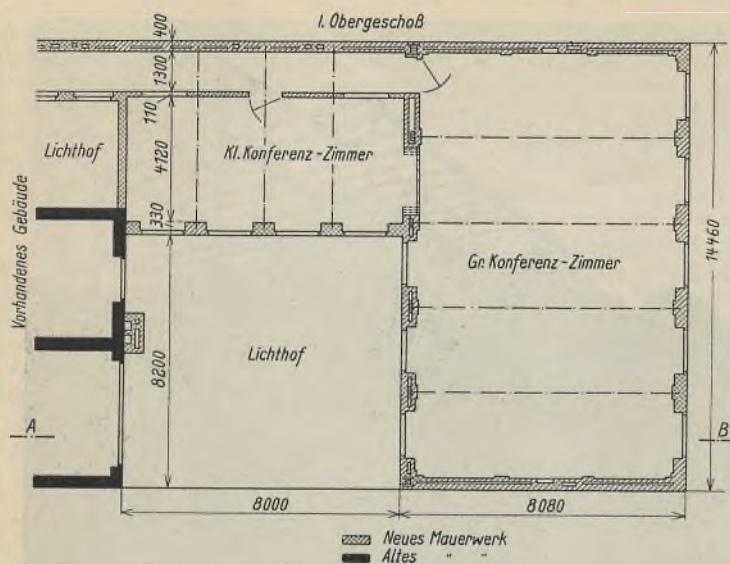 I. Obergeschoß
400
1300
110
4120
330
8200
Lichthof
Kl. Konferenz-Zimmer
Vorhandenes Gebäude
Gr. Konferenz-Zimmer
14460
Lichthof
A
B
8000
8080
Neues Mauerwerk
Altes " "